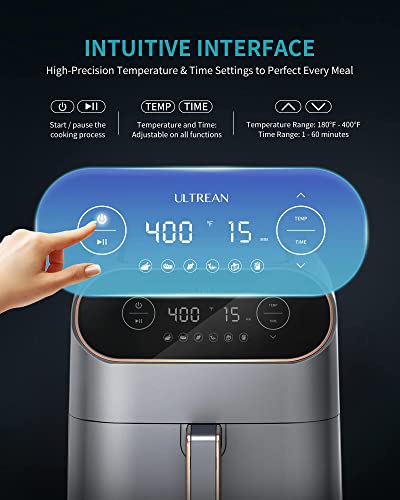 INTUITIVE INTERFACE
High-Precision Temperature & Time Settings to Perfect Every Meal
TEMP TIME
Start / pause the
cooking process
Temperature and Time:
Adjustable on all functions
Temperature Range: 180°F - 400°F
Time Range: 1 - 60 minutes
ULTREAN
400 °F 15 MIN
TEMP
TIME
400 °F 15 MIN
TEMP
TIME